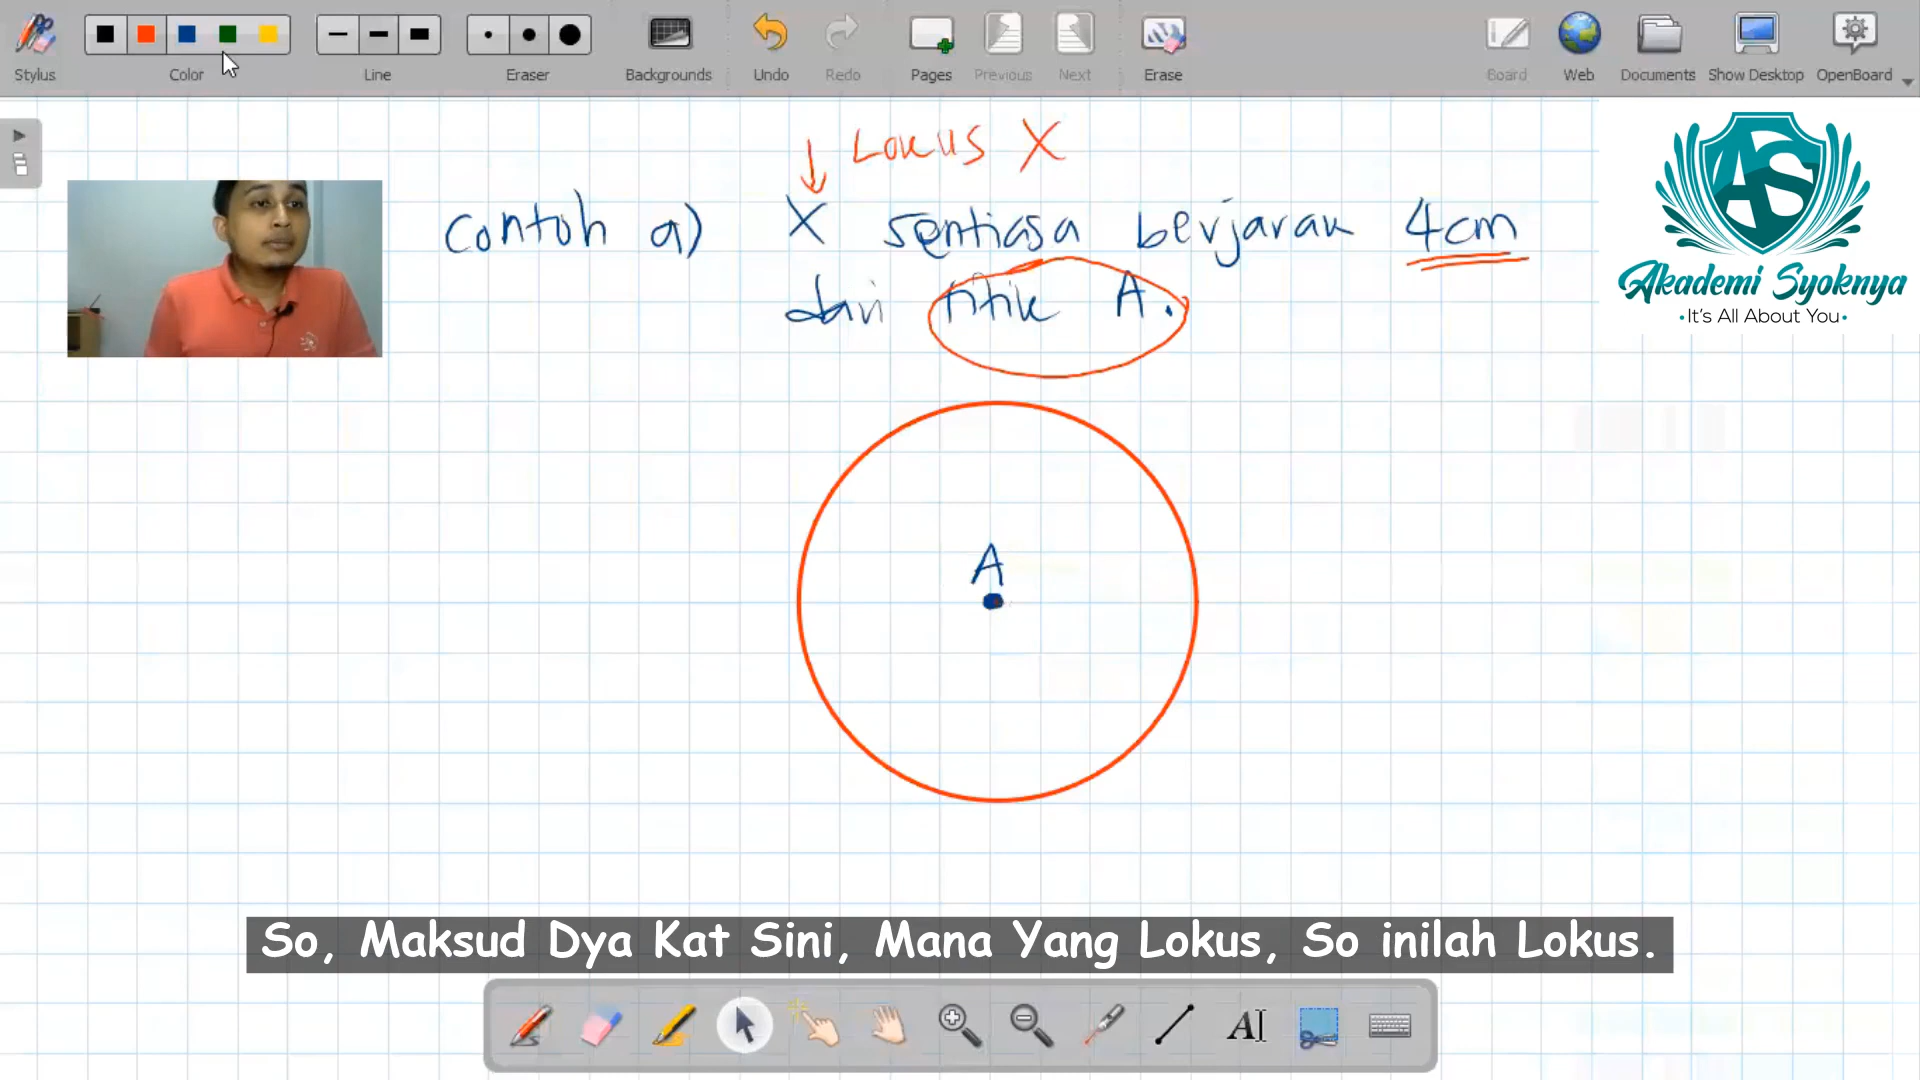 Stylus
Color
Line
Eraser
Backgrounds
Undo
Redo
Pages
Previous
Next
Erase
Board
Web
Documents
Show Desktop
OpenBoard
Lokus X
Contoh a) X sentiasa berjarak 4cm
dari titik A.
AS
Akademi Syoknya
•It's All About You•
A
So, Maksud Dya Kat Sini, Mana Yang Lokus, So inilah Lokus.
A